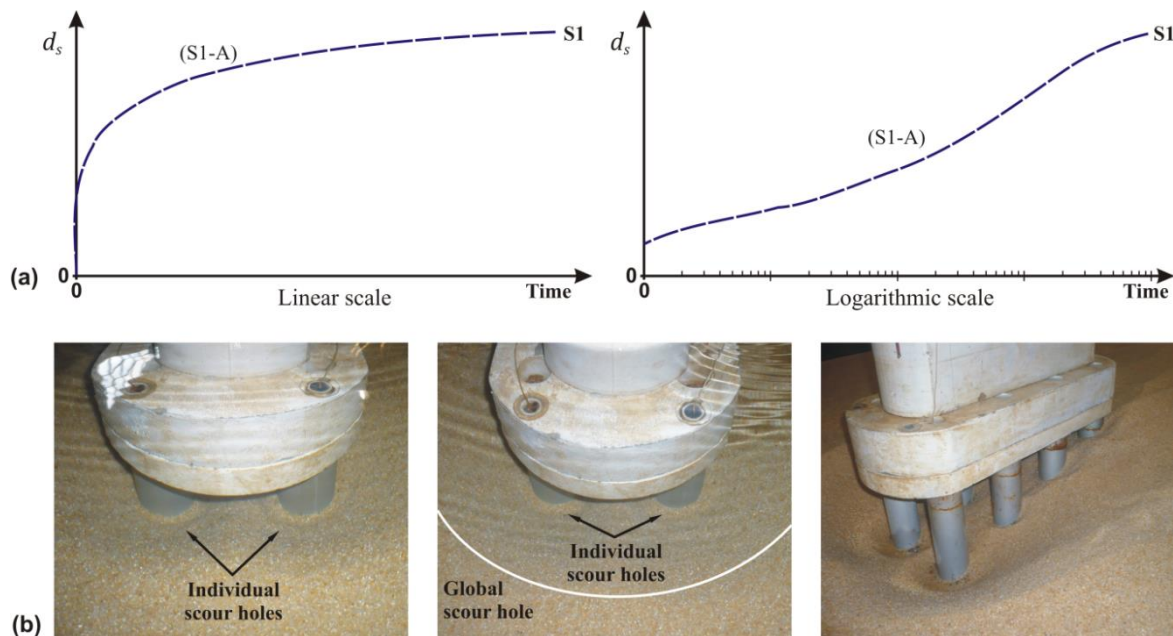 d_s
(S1-A)
S1
0
0
Linear scale
Time
d_s
(S1-A)
S1
0
0
Logarithmic scale
Time
(a)
Individual
scour holes
Individual
scour holes
Global
scour hole
(b)